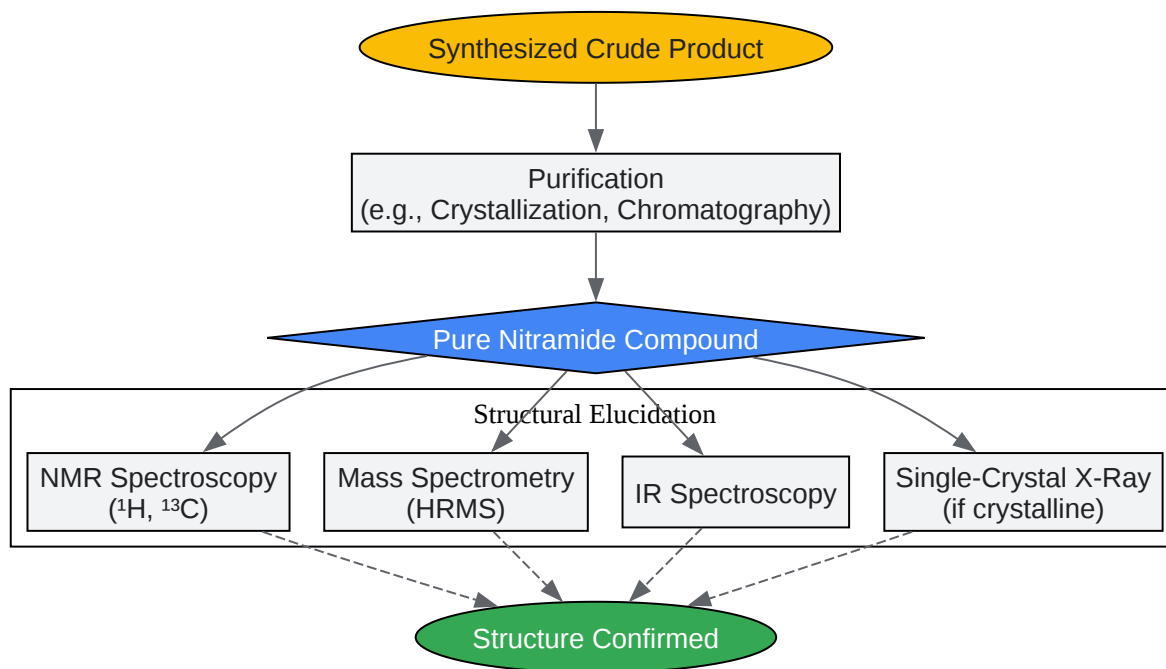 Synthesized Crude Product
Purification
(e.g., Crystallization, Chromatography)
Pure Nitramide Compound
Structural Elucidation
NMR Spectroscopy
(¹H, ¹³C)
Mass Spectrometry
(HRMS)
IR Spectroscopy
Single-Crystal X-Ray
(if crystalline)
Structure Confirmed